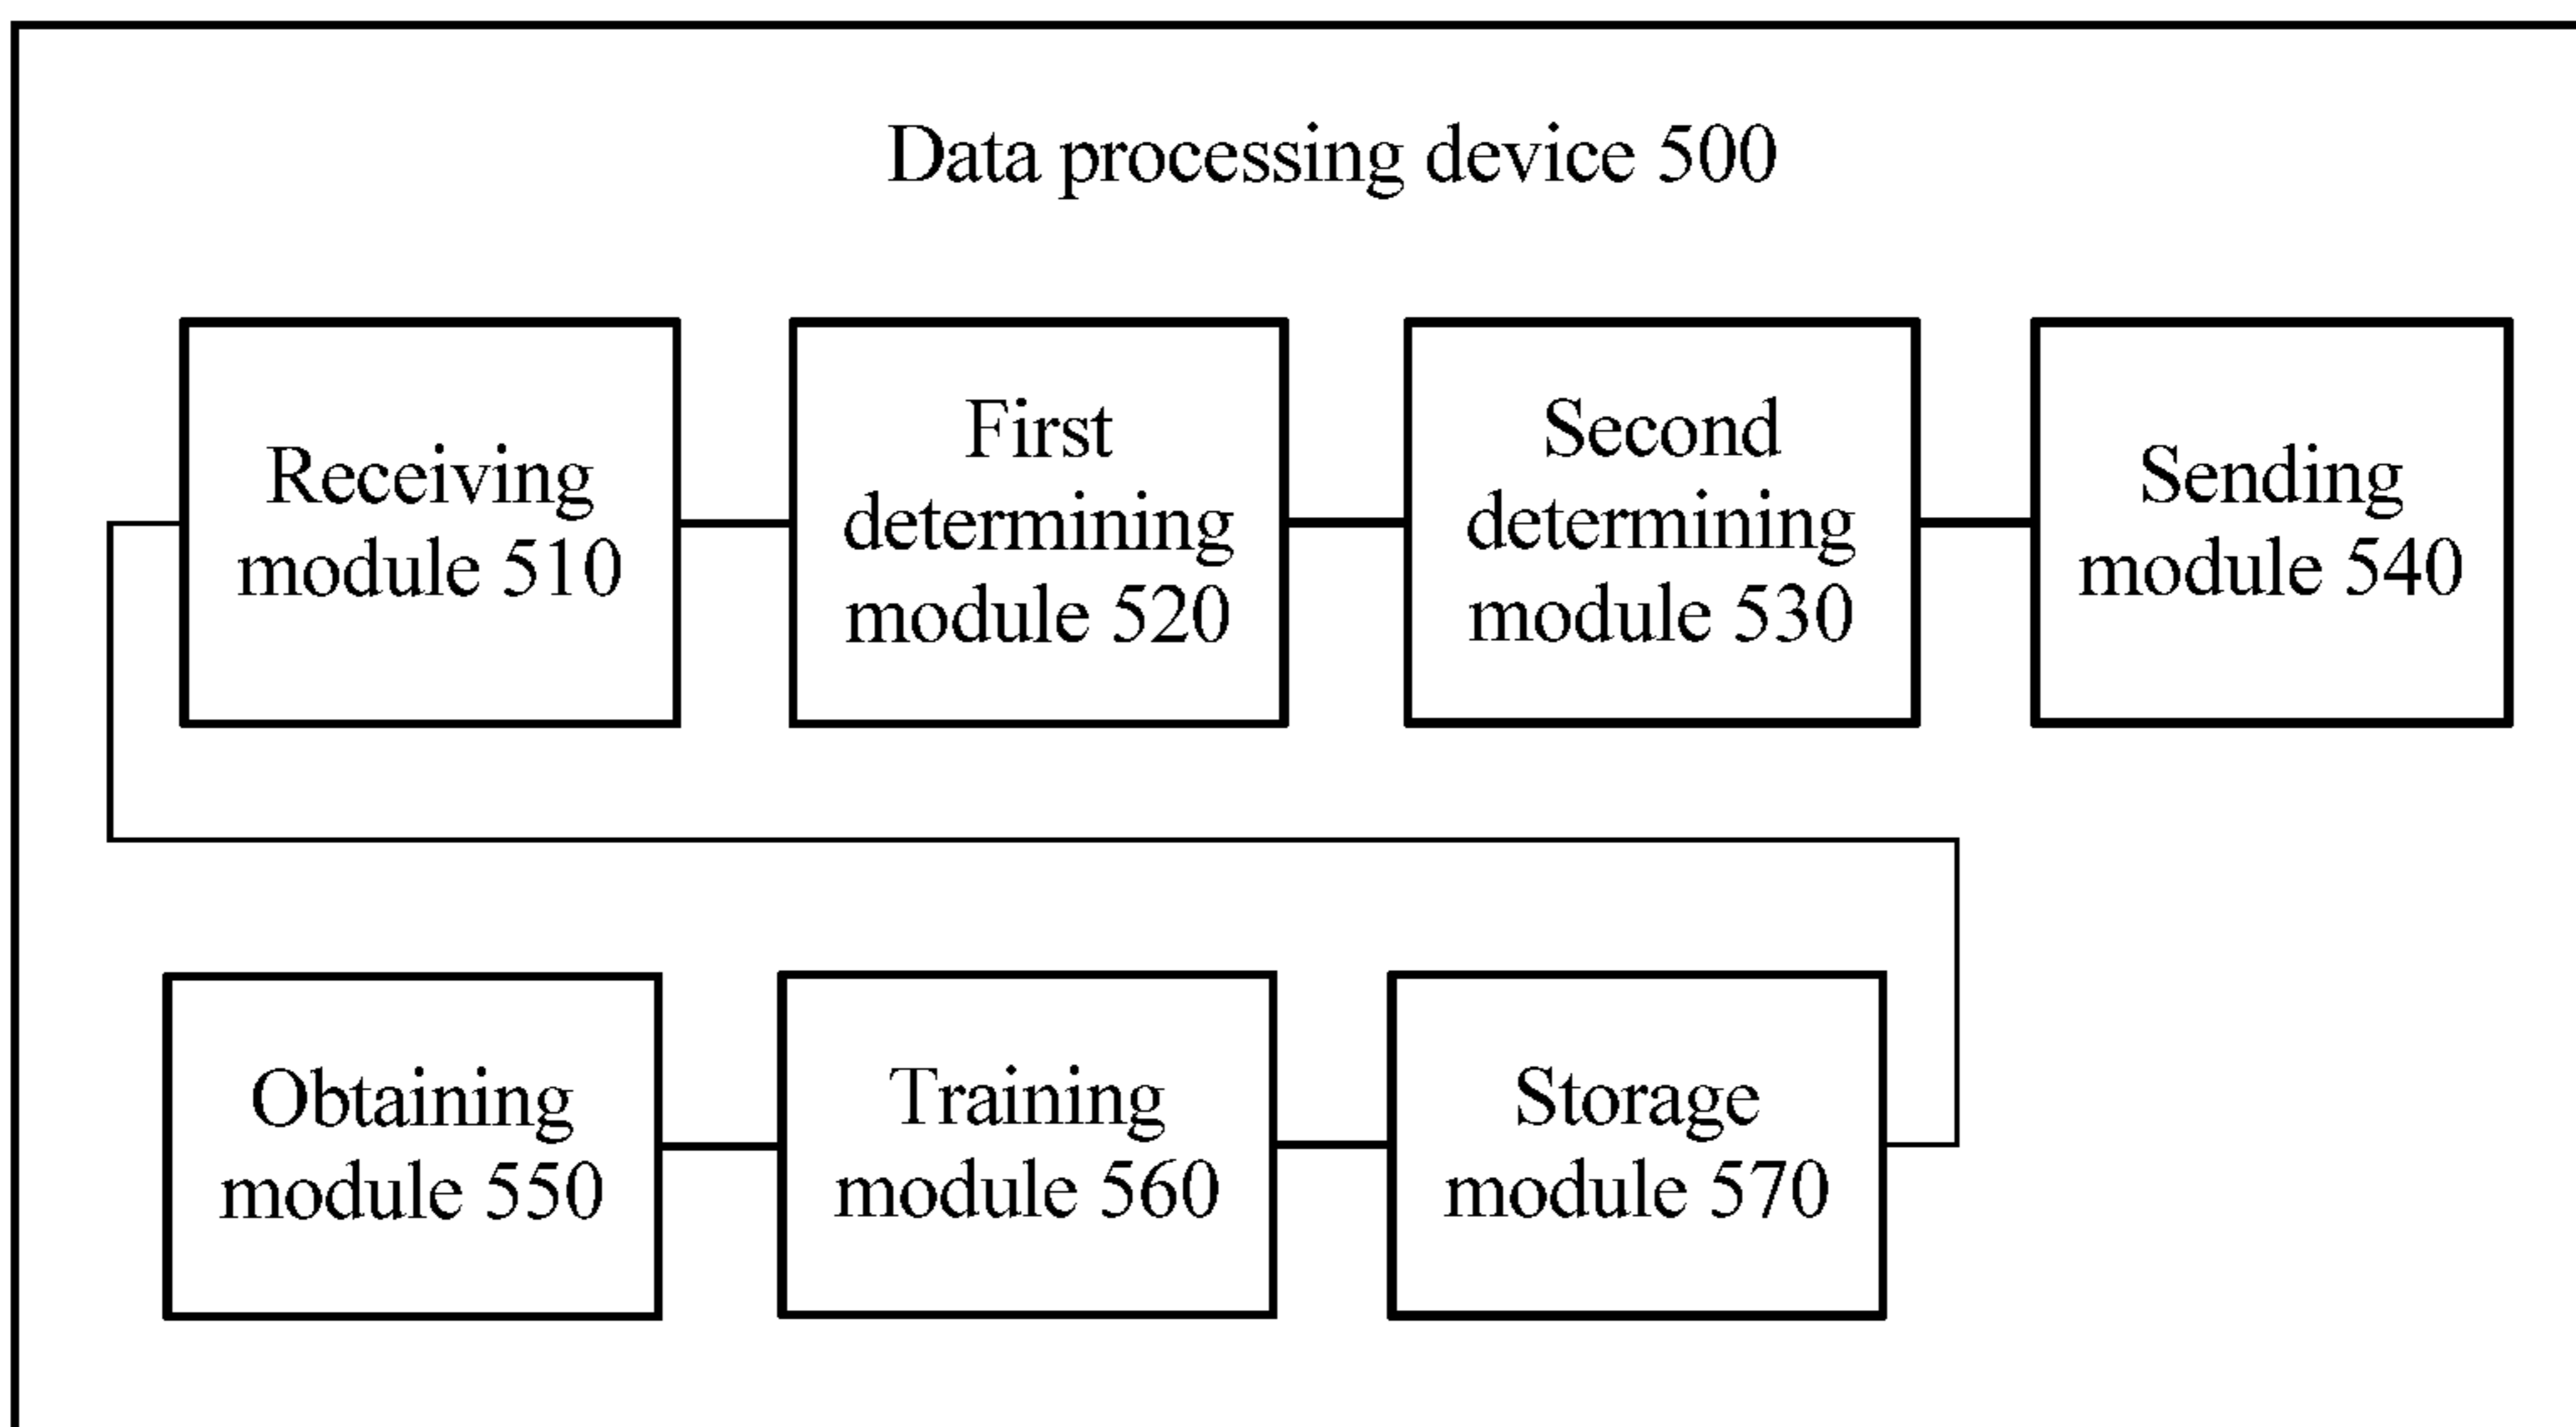 Data processing device 500
Receiving
module 510
First
determining
module 520
Second
determining
module 530
Sending
module 540
Obtaining
module 550
Training
module 560
Storage
module 570